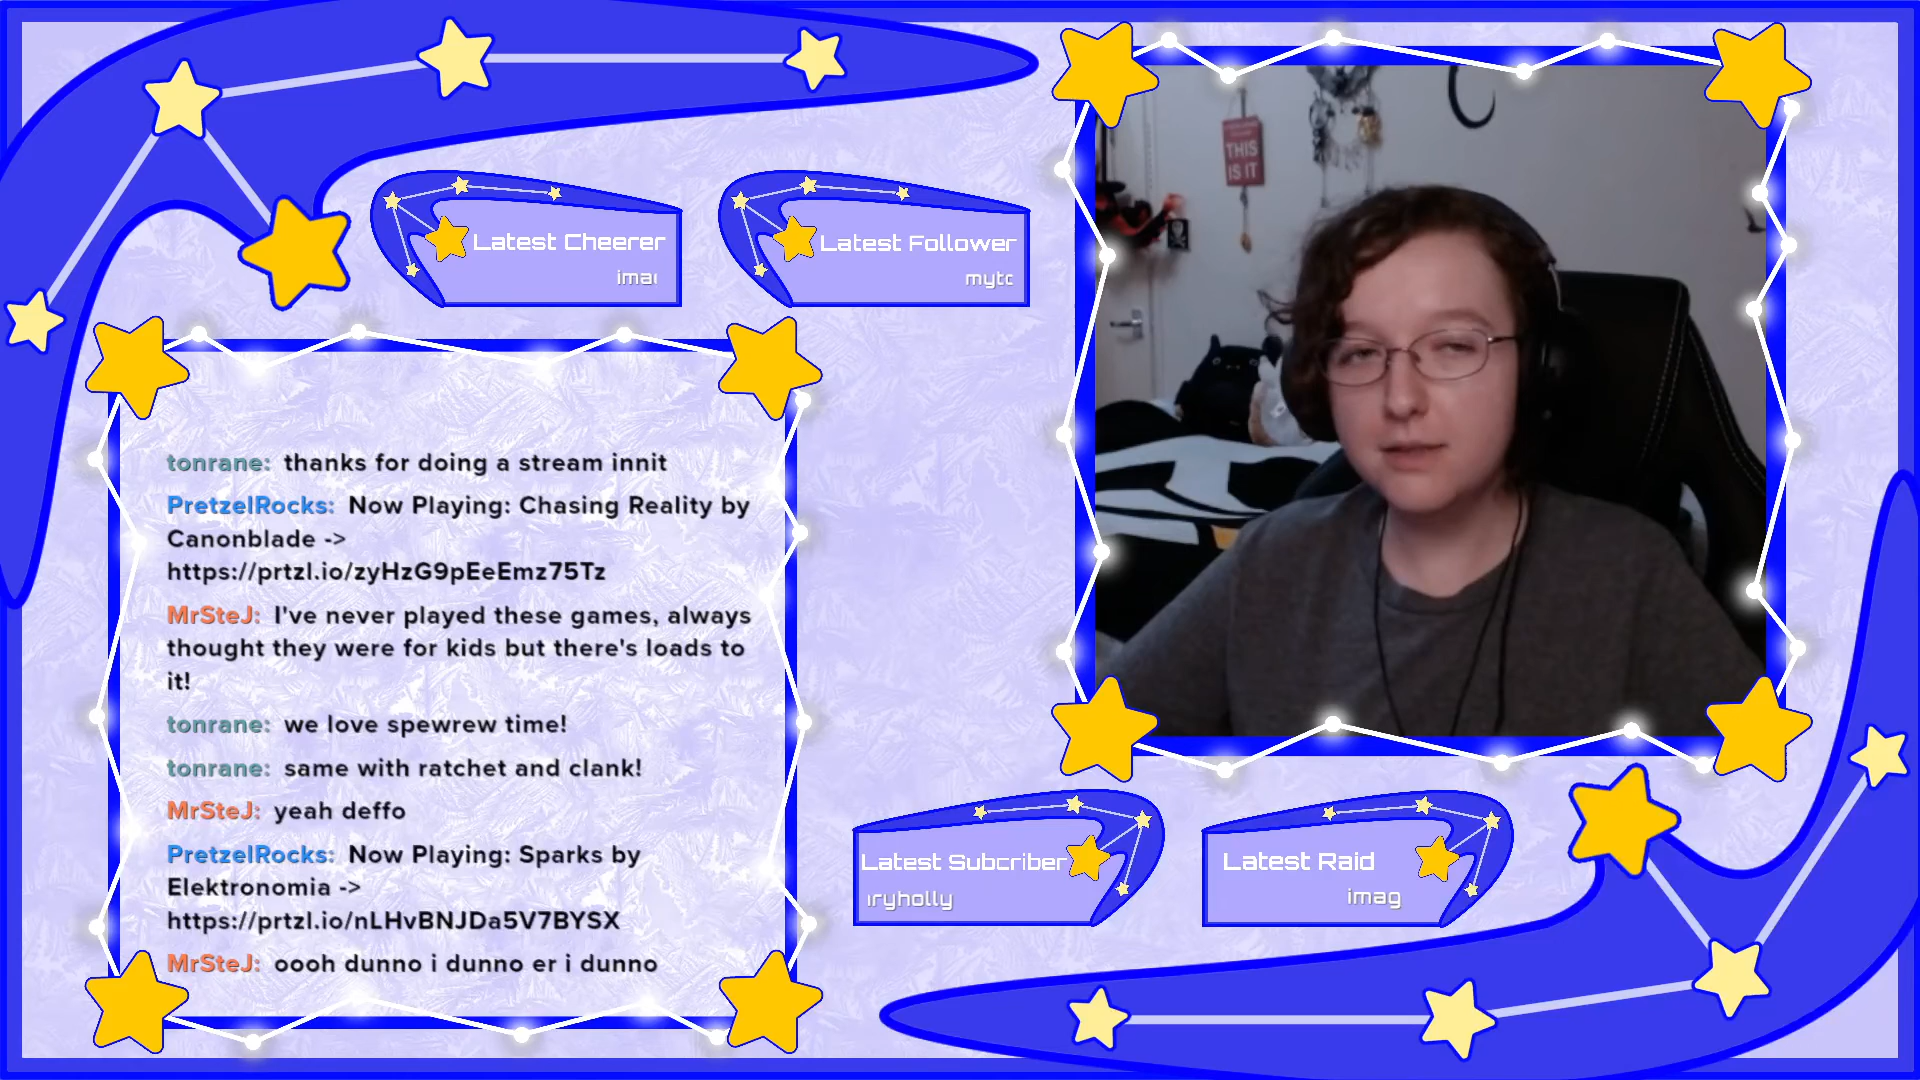 THIS
IS IT
Latest Cheerer
Latest Follower
tonrane: thanks for doing a stream innit
PretzelRocks: Now Playing: Chasing Reality by
Canonblade ->
https://prtzl.io/zyHzG9pEeEmz75Tz
MrSteJ: I've never played these games, always
thought they were for kids but there's loads to
it!
tonrane: we love spewrew time!
tonrane: same with ratchet and clank!
MrSteJ: yeah deffo
PretzelRocks: Now Playing: Sparks by
Elektronomia ->
https://prtzl.io/nLHvBNJDa5V7BYSX
MrSteJ: oooh dunno i dunno er i dunno
Latest Subcriber
ryholly
Latest Raid
imag